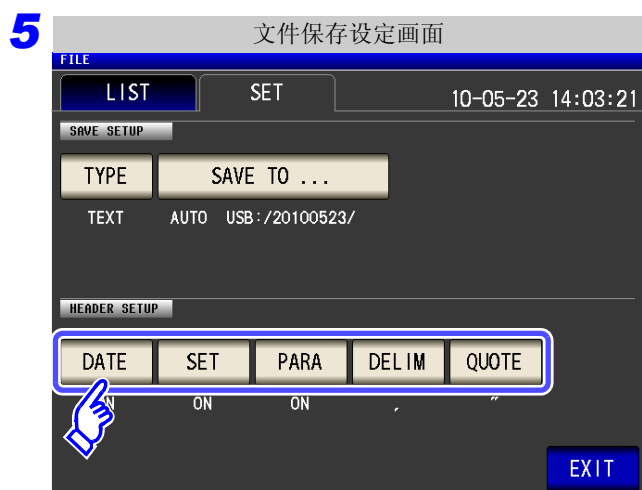 5
文件保存设定画面
FILE
LIST SET 10-05-23 14:03:21
SAVE SETUP
TYPE SAVE TO ...
TEXT AUTO USB:/20100523/
HEADER SETUP
DATE SET PARA DELIM QUOTE
ON ON , "
EXIT